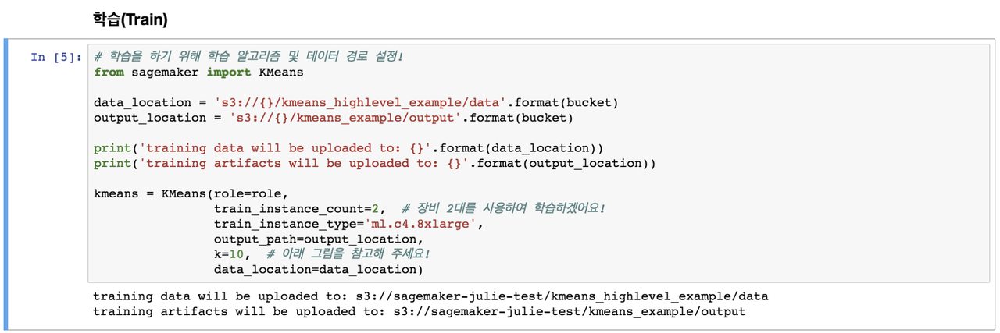 학습(Train)
In [5]: # 학습을 하기 위해 학습 알고리즘 및 데이터 경로 설정!
from sagemaker import KMeans
data_location = 's3://{}/kmeans_highlevel_example/data'.format(bucket)
output_location = 's3://{}/kmeans_example/output'.format(bucket)
print('training data will be uploaded to: {}'.format(data_location))
print('training artifacts will be uploaded to: {}'.format(output_location))
kmeans = KMeans(role=role,
train_instance_count=2,  # 장비 2대를 사용하여 학습하겠어요!
train_instance_type='ml.c4.8xlarge',
output_path=output_location,
k=10,  # 아래 그림을 참고해 주세요!
data_location=data_location)
training data will be uploaded to: s3://sagemaker-julie-test/kmeans_highlevel_example/data
training artifacts will be uploaded to: s3://sagemaker-julie-test/kmeans_example/output